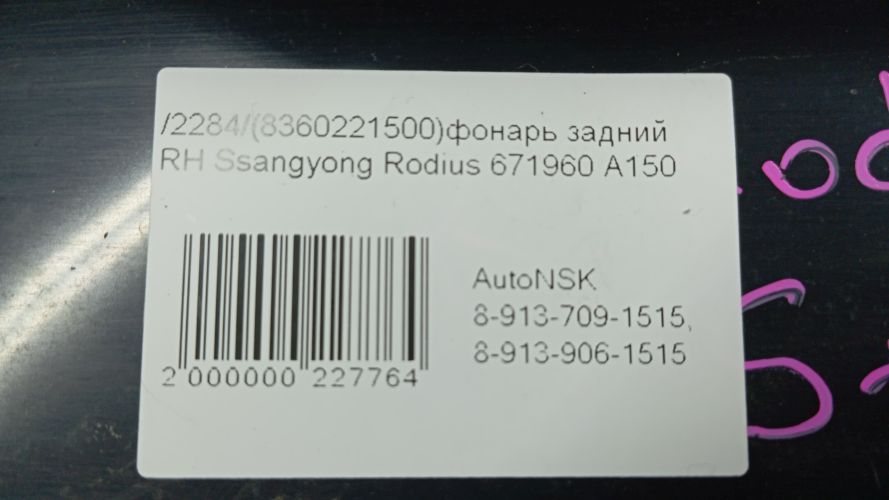 /2284/(8360221500)фонарь задний
RH Ssangyong Rodius 671960 A150
AutoNSK
8-913-709-1515,
8-913-906-1515
2 000000 227764